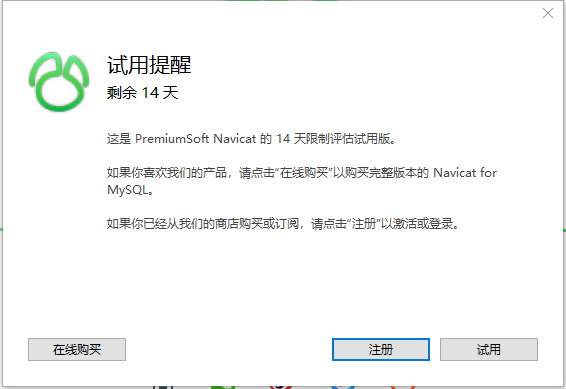 试用提醒
剩余 14 天
这是 PremiumSoft Navicat 的 14 天限制评估试用版。
如果你喜欢我们的产品，请点击“在线购买”以购买完整版本的 Navicat for
MySQL。
如果你已经从我们的商店购买或订阅，请点击“注册”以激活或登录。
在线购买
注册
试用